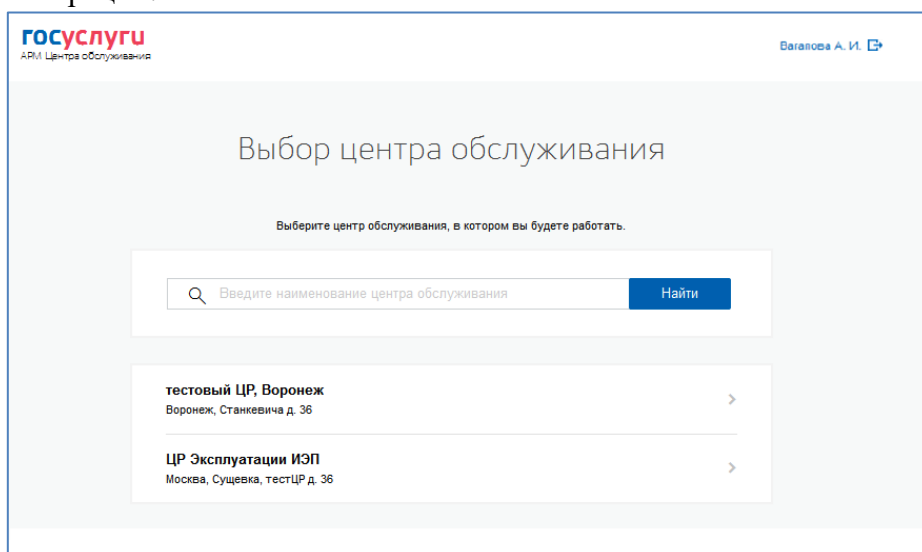 госуслуги
АРМ Центра обслуживания
Вагапова А. И.
Выбор центра обслуживания
Выберите центр обслуживания, в котором вы будете работать.
Введите наименование центра обслуживания
Найти
тестовый ЦР, Воронеж
Воронеж, Станкевича д. 36
ЦР Эксплуатации ИЭП
Москва, Сущевка, тестЦР д. 36